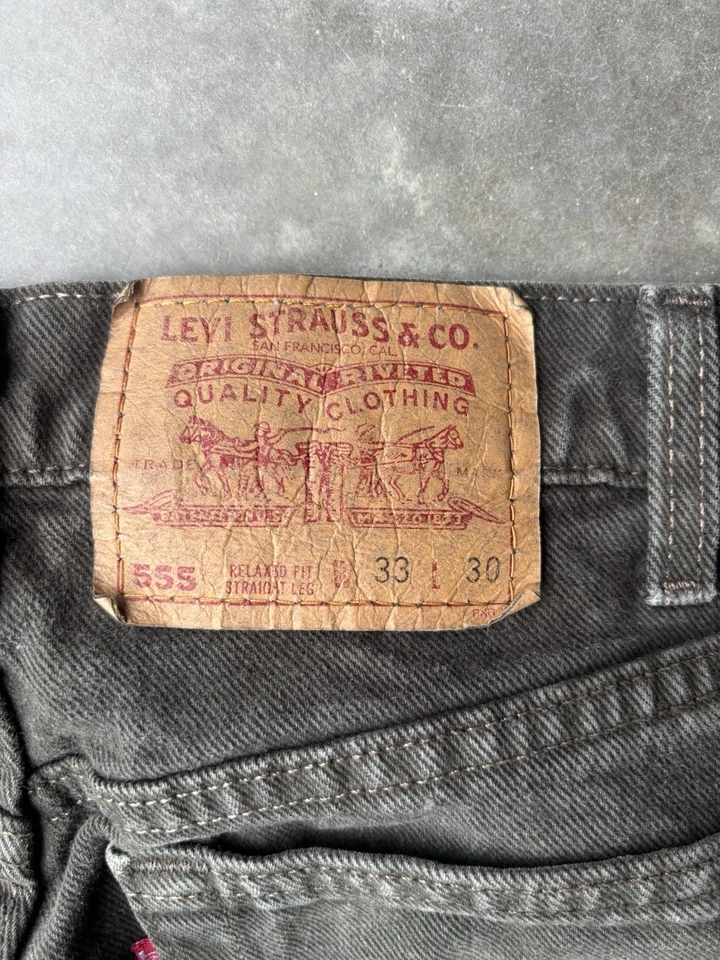 LEVI STRAUSS & CO.
SAN FRANCISCO, CAL.
ORIGINAL RIVETED
QUALITY CLOTHING
TRADE MARK
555 RELAXED FIT W 33 L 30
STRAIGHT LEG